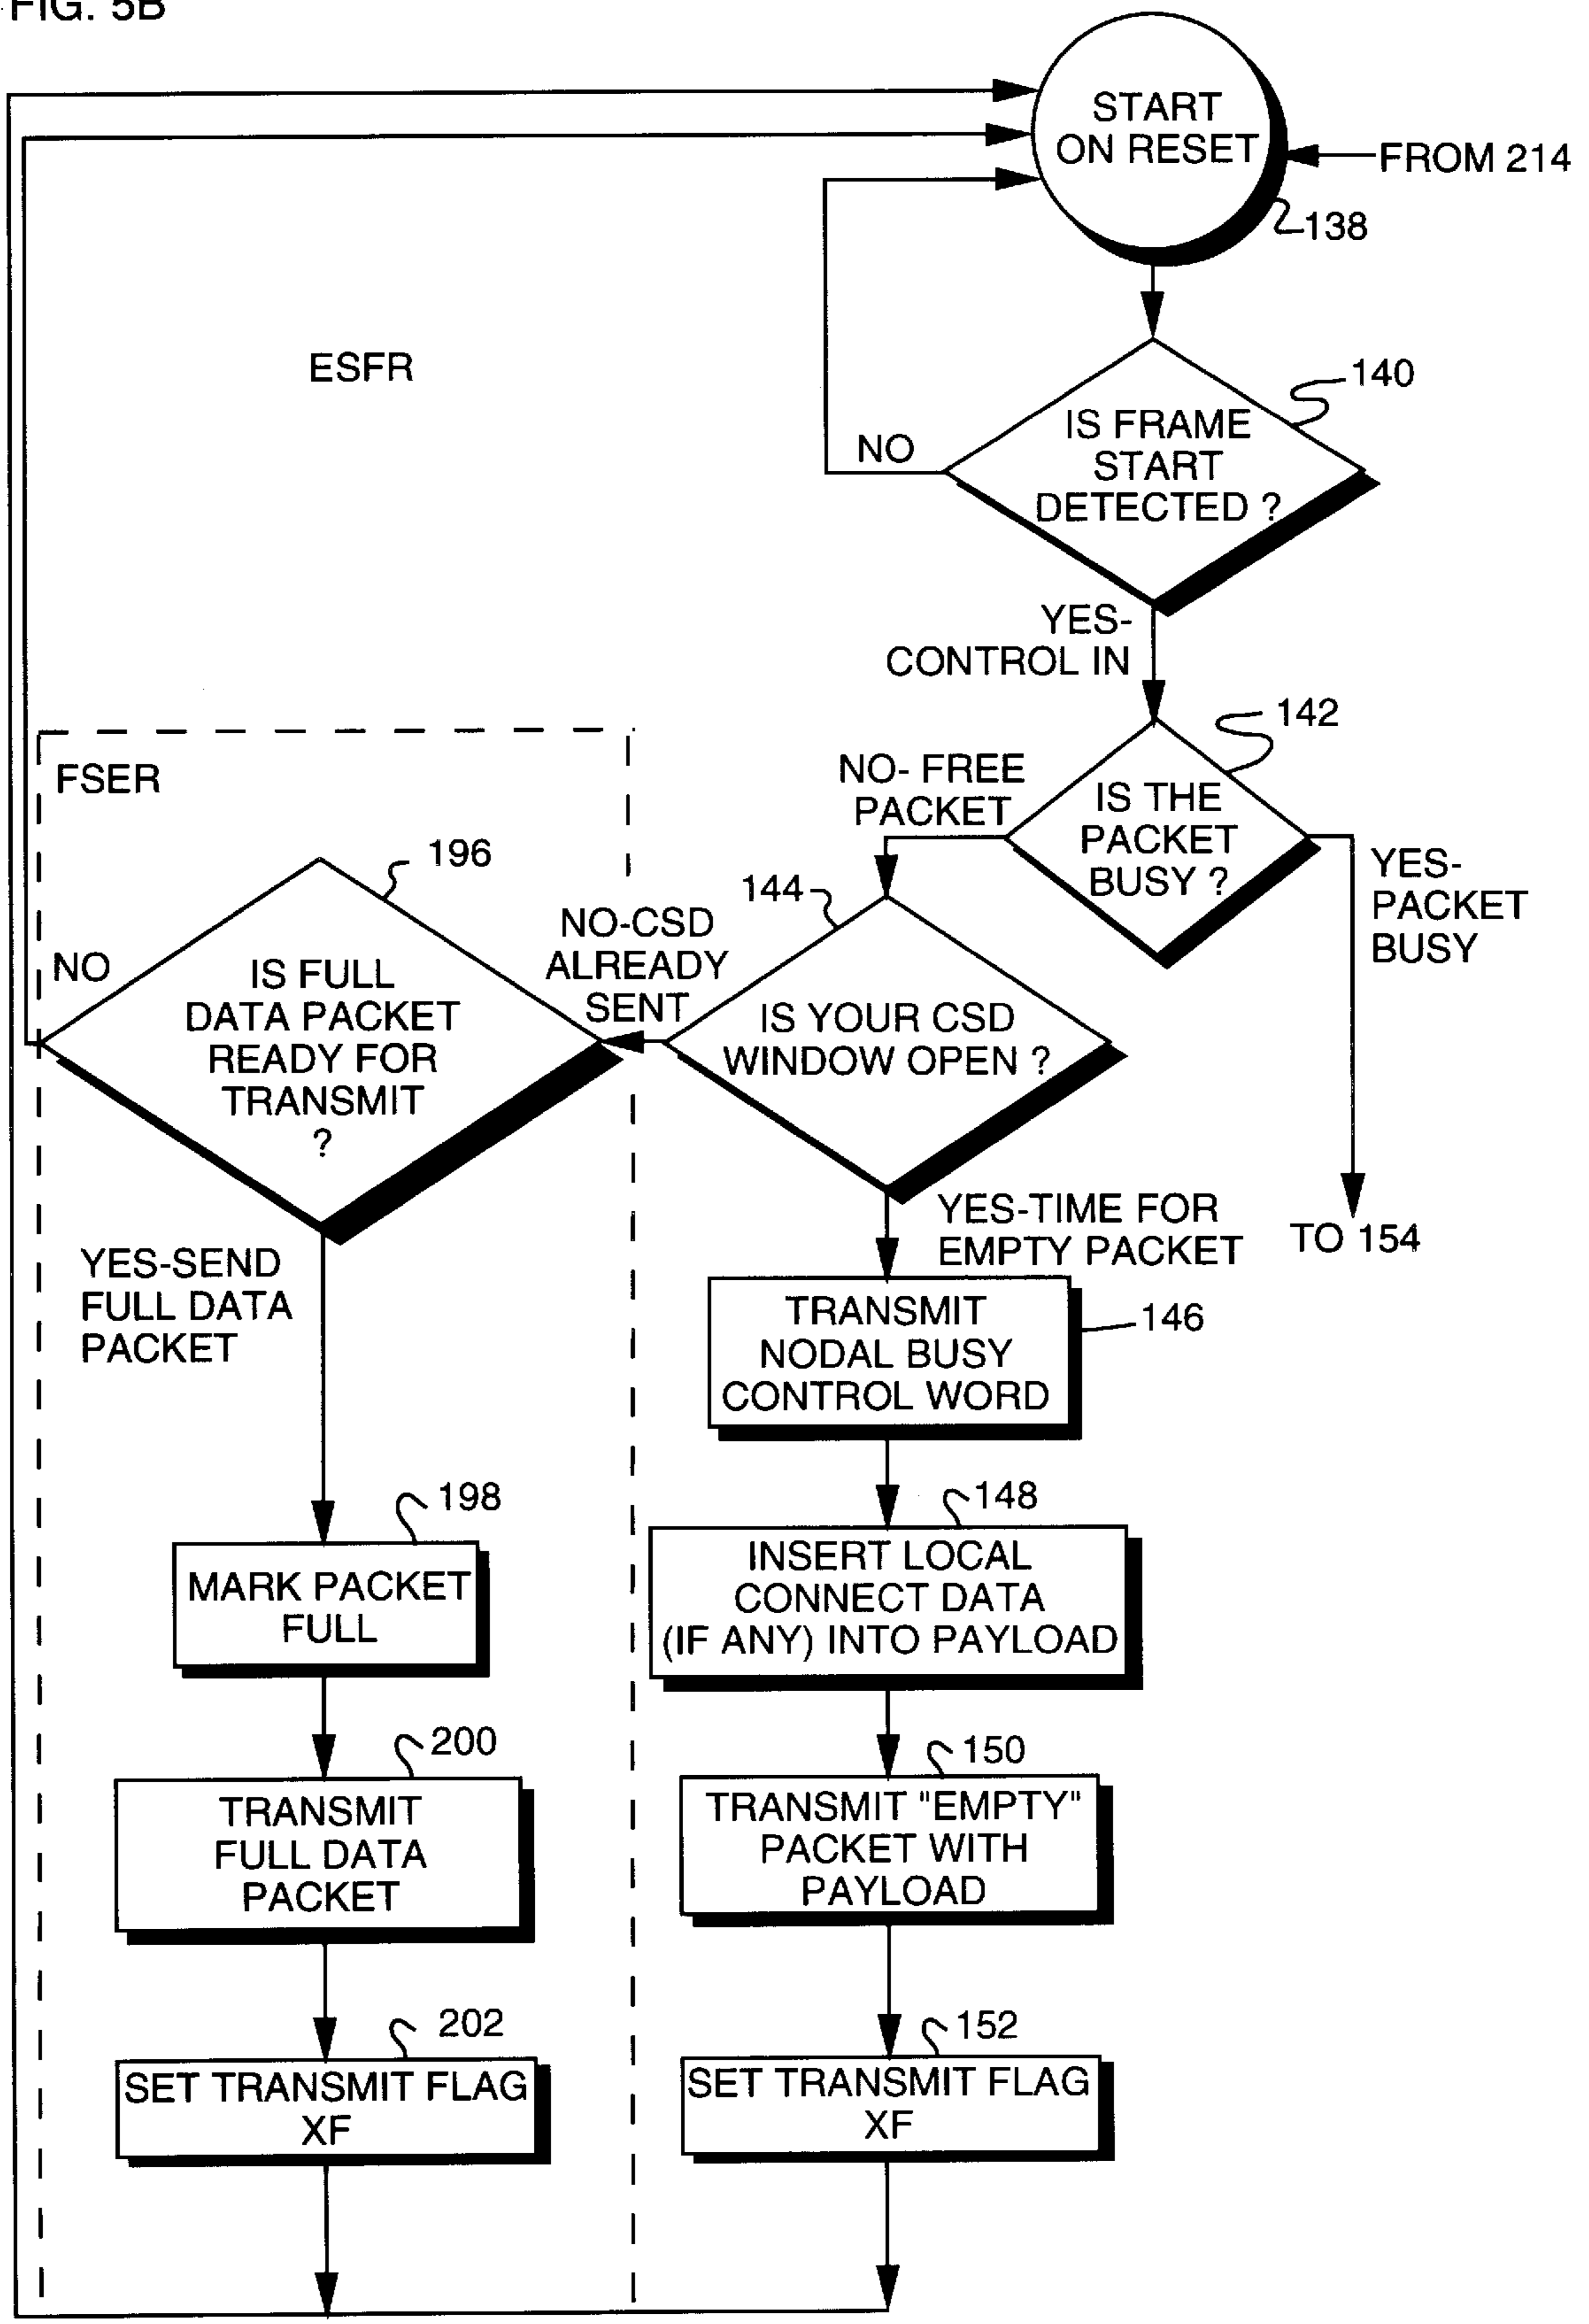 FIG. 5B
START
ON RESET
FROM 214
138
ESFR
140
IS FRAME
START
DETECTED ?
NO
YES-
CONTROL IN
142
NO- FREE
PACKET
IS THE
PACKET
BUSY ?
YES-
PACKET
BUSY
TO 154
FSER
196
NO
IS FULL
DATA PACKET
READY FOR
TRANSMIT
?
NO-CSD
ALREADY
SENT
144
IS YOUR CSD
WINDOW OPEN ?
YES-TIME FOR
EMPTY PACKET
YES-SEND
FULL DATA
PACKET
TRANSMIT
NODAL BUSY
CONTROL WORD
146
198
MARK PACKET
FULL
148
INSERT LOCAL
CONNECT DATA
(IF ANY) INTO PAYLOAD
200
TRANSMIT
FULL DATA
PACKET
150
TRANSMIT "EMPTY"
PACKET WITH
PAYLOAD
202
SET TRANSMIT FLAG
XF
152
SET TRANSMIT FLAG
XF